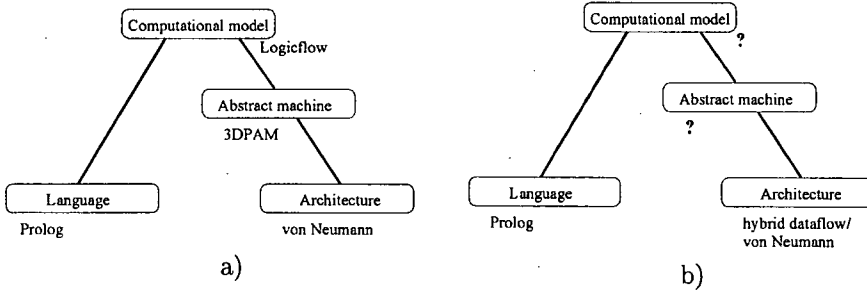 Computational model
Logicflow
Abstract machine
3DPAM
Language
Architecture
Prolog
von Neumann
a)
Computational model
?
Abstract machine
?
Language
Architecture
Prolog
hybrid dataflow/
von Neumann
b)